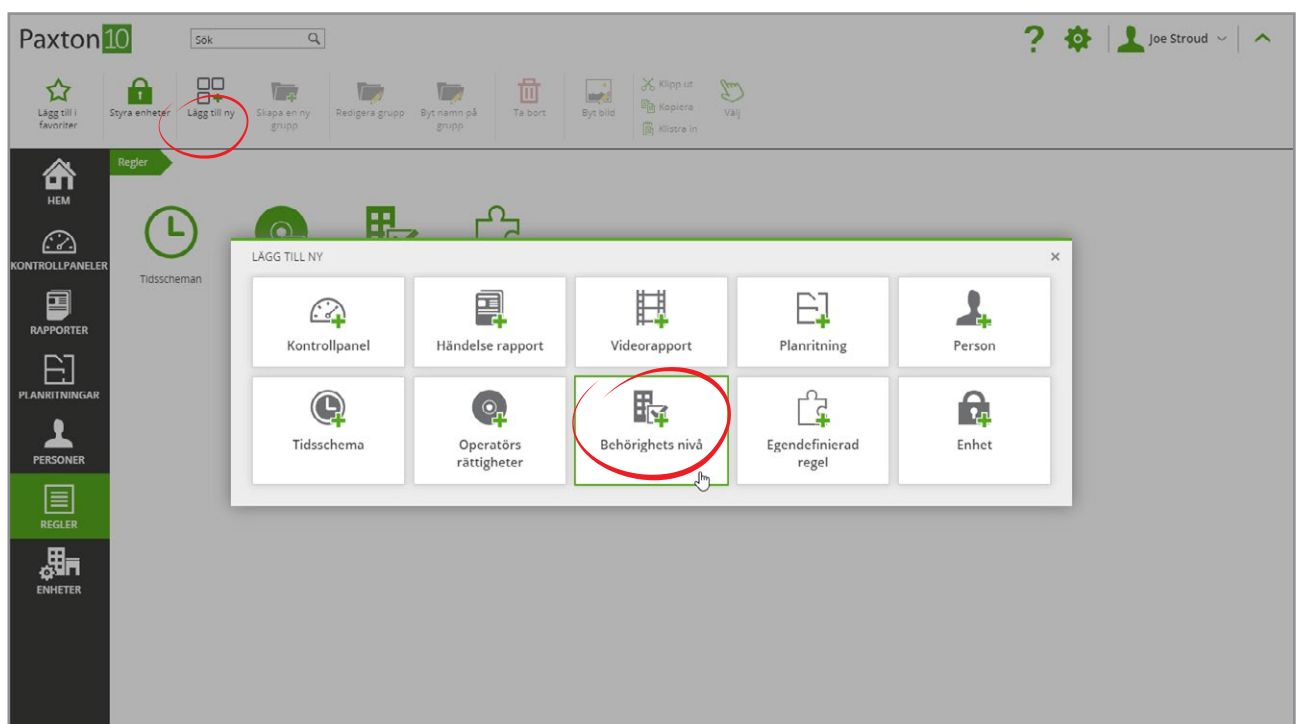 Paxton10
Sök
?
Joe Stroud
Lägg till i
favoriter
Styra enheter
Lägg till ny
Skapa en ny
grupp
Redigera grupp
Byt namn på
grupp
Ta bort
Byt bild
Klipp ut
Kopiera
Klistra in
Välj
HEM
KONTROLLPANELER
RAPPORTER
PLANRITNINGAR
PERSONER
REGLER
ENHETER
Regler
Tidsscheman
LÄGG TILL NY
×
Kontrollpanel
Händelse rapport
Videorapport
Planritning
Person
Tidsschema
Operatörs
rättigheter
Behörighets nivå
Egendefinierad
regel
Enhet